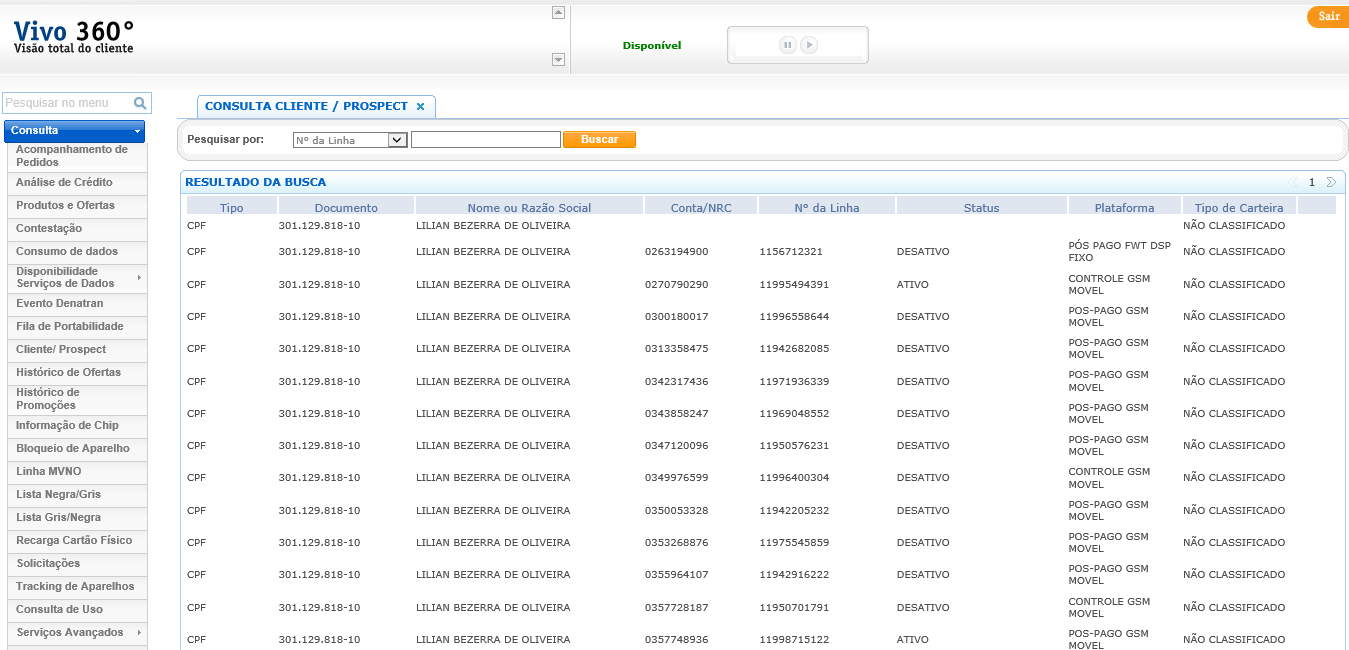 Vivo 360°
Visão total do cliente
Disponível
Sair
Pesquisar no menu
Consulta
Acompanhamento de
Pedidos
Análise de Crédito
Produtos e Ofertas
Contestação
Consumo de dados
Disponibilidade
Serviços de Dados
Evento Denatran
Fila de Portabilidade
Cliente/ Prospect
Histórico de Ofertas
Histórico de
Promoções
Informação de Chip
Bloqueio de Aparelho
Linha MVNO
Lista Negra/Gris
Lista Gris/Negra
Recarga Cartão Físico
Solicitações
Tracking de Aparelhos
Consulta de Uso
Serviços Avançados
CONSULTA CLIENTE / PROSPECT ×
Pesquisar por: Nº da Linha Buscar
RESULTADO DA BUSCA 1
Tipo Documento Nome ou Razão Social Conta/NRC Nº da Linha Status Plataforma Tipo de Carteira
CPF 301.129.818-10 LILIAN BEZERRA DE OLIVEIRA NÃO CLASSIFICADO
CPF 301.129.818-10 LILIAN BEZERRA DE OLIVEIRA 0263194900 1156712321 DESATIVO PÓS PAGO FWT DSP FIXO NÃO CLASSIFICADO
CPF 301.129.818-10 LILIAN BEZERRA DE OLIVEIRA 0270790290 11995494391 ATIVO CONTROLE GSM MOVEL NÃO CLASSIFICADO
CPF 301.129.818-10 LILIAN BEZERRA DE OLIVEIRA 0300180017 11996558644 DESATIVO POS-PAGO GSM MOVEL NÃO CLASSIFICADO
CPF 301.129.818-10 LILIAN BEZERRA DE OLIVEIRA 0313358475 11942682085 DESATIVO POS-PAGO GSM MOVEL NÃO CLASSIFICADO
CPF 301.129.818-10 LILIAN BEZERRA DE OLIVEIRA 0342317436 11971936339 DESATIVO POS-PAGO GSM MOVEL NÃO CLASSIFICADO
CPF 301.129.818-10 LILIAN BEZERRA DE OLIVEIRA 0343858247 11969048552 DESATIVO POS-PAGO GSM MOVEL NÃO CLASSIFICADO
CPF 301.129.818-10 LILIAN BEZERRA DE OLIVEIRA 0347120096 11950576231 DESATIVO POS-PAGO GSM MOVEL NÃO CLASSIFICADO
CPF 301.129.818-10 LILIAN BEZERRA DE OLIVEIRA 0349976599 11996400304 DESATIVO CONTROLE GSM MOVEL NÃO CLASSIFICADO
CPF 301.129.818-10 LILIAN BEZERRA DE OLIVEIRA 0350053328 11942205232 DESATIVO POS-PAGO GSM MOVEL NÃO CLASSIFICADO
CPF 301.129.818-10 LILIAN BEZERRA DE OLIVEIRA 0353268876 11975545859 DESATIVO POS-PAGO GSM MOVEL NÃO CLASSIFICADO
CPF 301.129.818-10 LILIAN BEZERRA DE OLIVEIRA 0355964107 11942916222 DESATIVO POS-PAGO GSM MOVEL NÃO CLASSIFICADO
CPF 301.129.818-10 LILIAN BEZERRA DE OLIVEIRA 0357728187 11950701791 DESATIVO CONTROLE GSM MOVEL NÃO CLASSIFICADO
CPF 301.129.818-10 LILIAN BEZERRA DE OLIVEIRA 0357748936 11998715122 ATIVO POS-PAGO GSM MOVEL NÃO CLASSIFICADO